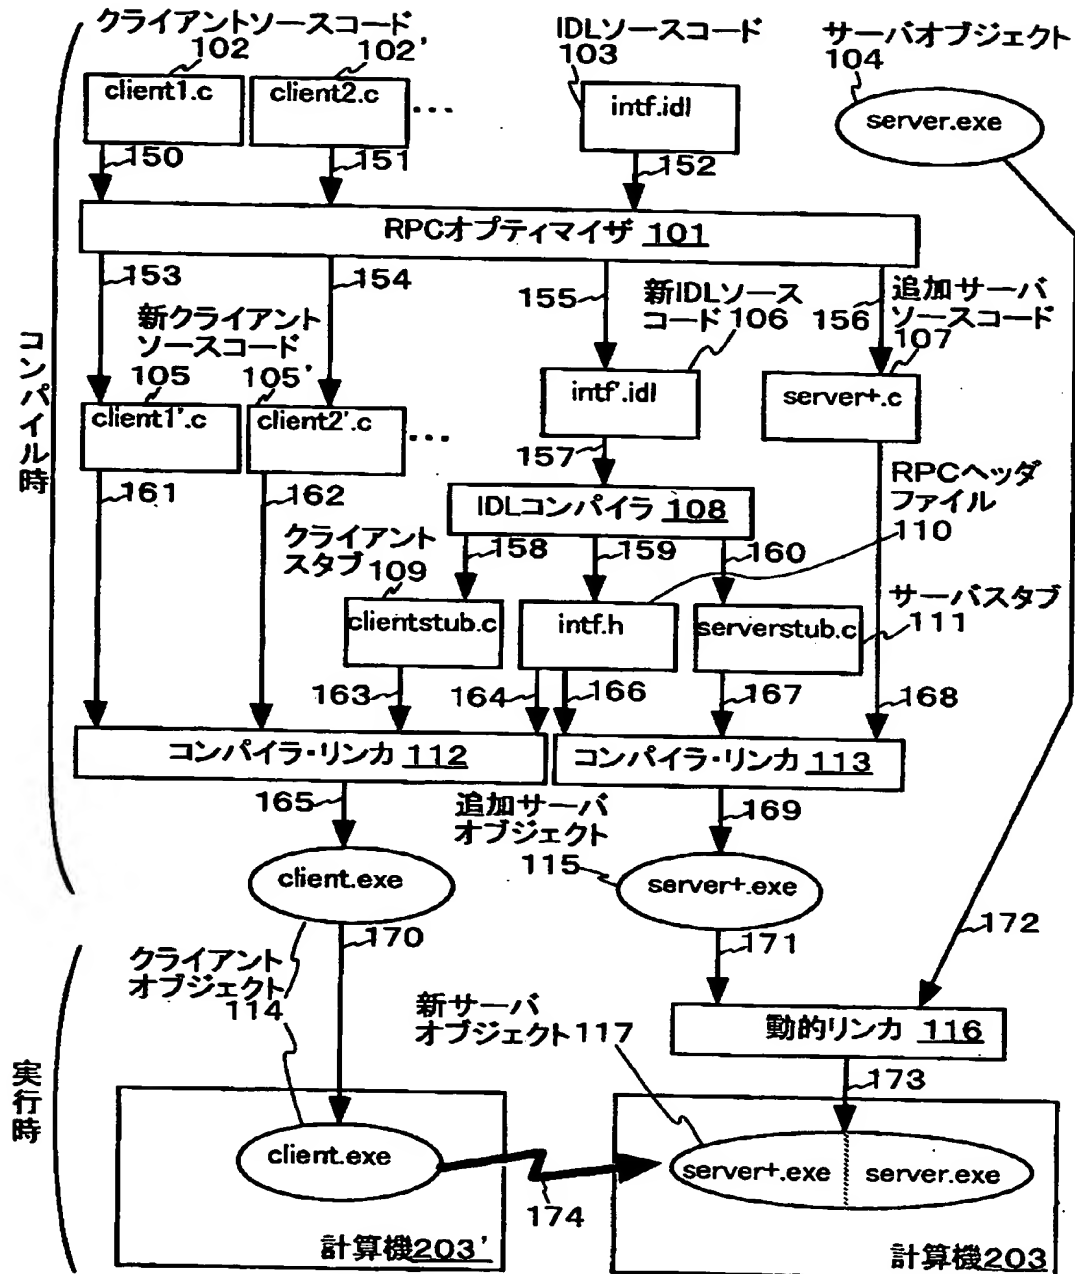 クライアントソースコード
102
102'
IDLソースコード
103
サーバオブジェクト
104
client1.c
client2.c
...
intf.idl
server.exe
150
151
152
RPCオプティマイザ 101
153
154
155
156
新IDLソース
コード106
追加サーバ
ソースコード
107
新クライアント
ソースコード
105
105'
client1'.c
client2'.c
...
intf'.idl
server+.c
157
161
162
IDLコンパイラ 108
RPCヘッダ
ファイル
110
クライアント
スタブ109
158
159
160
clientstub.c
intf.h
serverstub.c
サーバスタブ
111
163
164
166
167
168
コンパイラ・リンカ 112
コンパイラ・リンカ 113
165
追加サーバ
オブジェクト
115
169
client.exe
server+.exe
コンパイル時
170
171
172
クライアント
オブジェクト
114
新サーバ
オブジェクト117
動的リンカ 116
173
実行時
client.exe
174
server+.exe
server.exe
計算機203'
計算機203